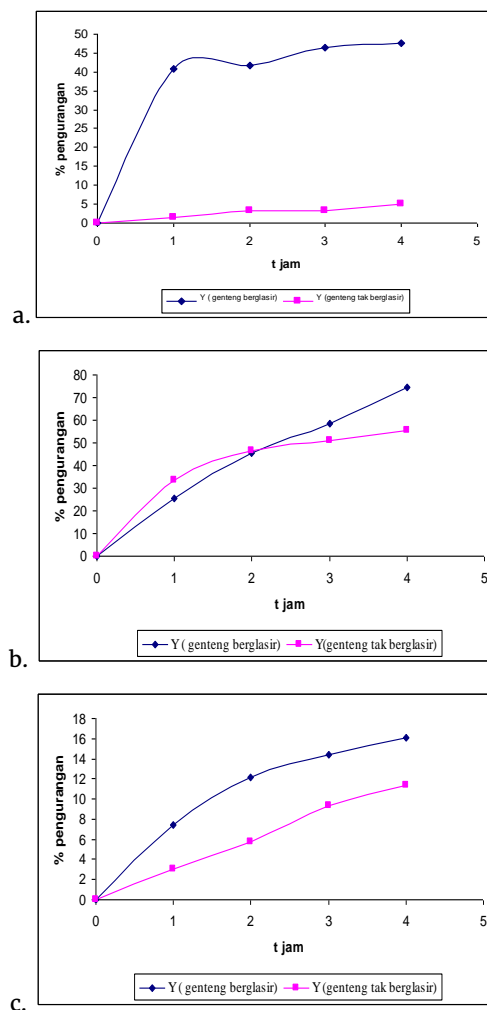 50
45
40
35
30
25
20
15
10
5
0
% pengurangan
0 1 2 3 4 5
t jam
Y ( genteng berglasir) Y (genteng tak berglasir)
a.
80
70
60
50
40
30
20
10
0
% pengurangan
0 1 2 3 4 5
t jam
Y ( genteng berglasir) Y(genteng tak berglasir)
b.
18
16
14
12
10
8
6
4
2
0
% pengurangan
0 1 2 3 4 5
t jam
Y ( genteng berglasir) Y(genteng tak berglasir)
c.